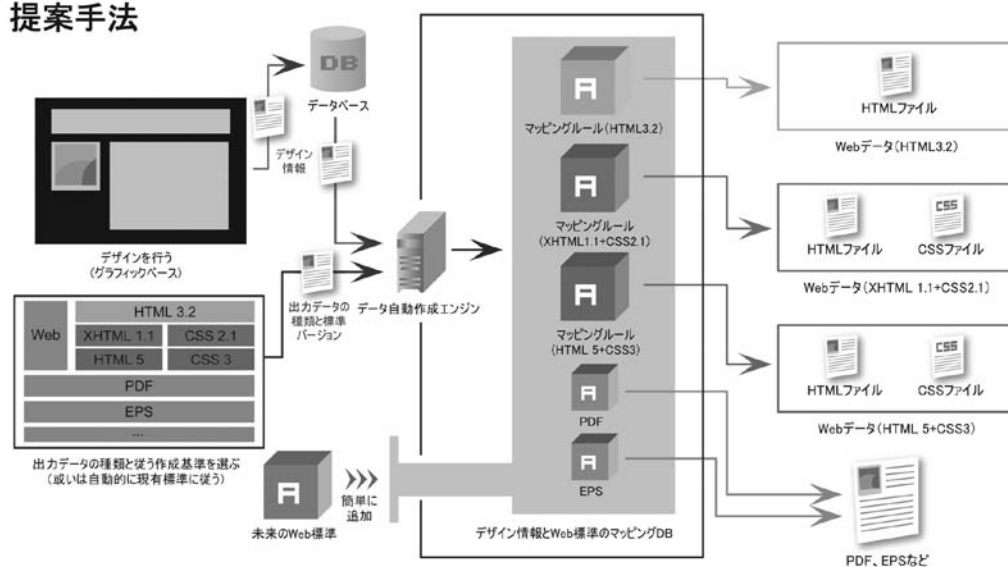 提案手法
DB
データベース
デザイン
情報
デザインを行う
(グラフィックベース)
出力データの
種類と標準
バージョン
データ自動作成エンジン
Web
HTML 3.2
XHTML 1.1
CSS 2.1
HTML 5
CSS 3
PDF
EPS
...
出力データの種類と従う作成基準を選ぶ
(或いは自動的に現有標準に従う)
A
未来のWeb標準
簡単に
追加
A
マッピングルール(HTML3.2)
A
マッピングルール
(XHTML1.1+CSS2.1)
A
マッピングルール
(HTML 5+CSS3)
A
PDF
A
EPS
デザイン情報とWeb標準のマッピングDB
HTMLファイル
Webデータ(HTML3.2)
HTMLファイル
CSS
CSSファイル
Webデータ(XHTML 1.1+CSS2.1)
HTMLファイル
CSS
CSSファイル
Webデータ(HTML 5+CSS3)
PDF、EPSなど